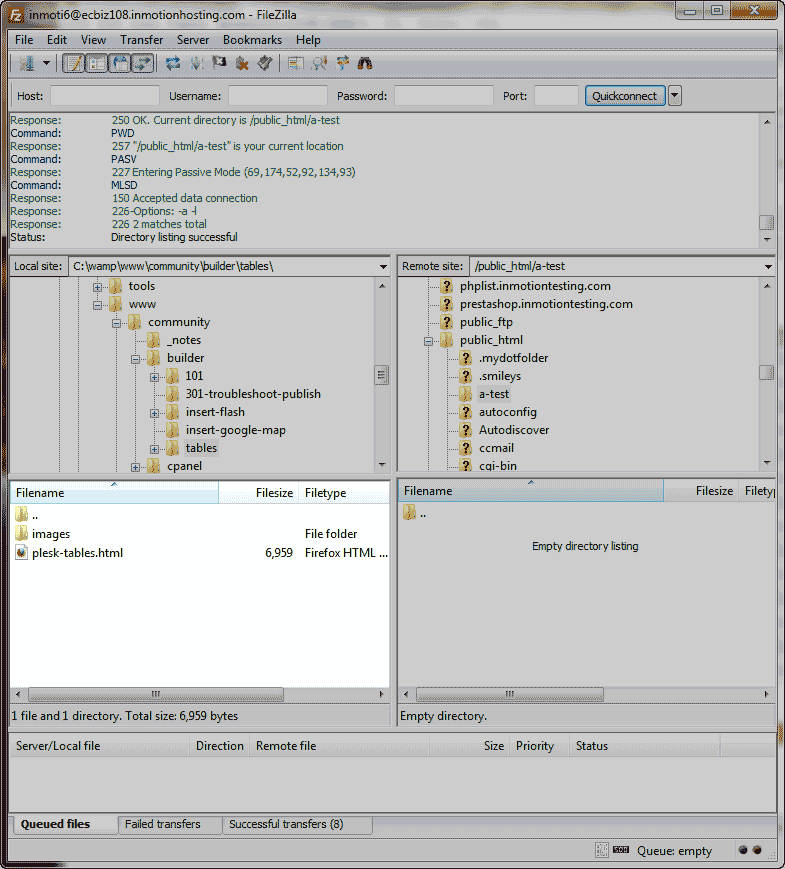 inmoti6@ecbiz108.inmotionhosting.com - FileZilla
File Edit View Transfer Server Bookmarks Help
Host: Username: Password: Port: Quickconnect
Response: 250 OK. Current directory is /public_html/a-test
Command: PWD
Response: 257 "/public_html/a-test" is your current location
Command: PASV
Response: 227 Entering Passive Mode (69,174,52,92,134,93)
Command: MLSD
Response: 150 Accepted data connection
Response: 226-Options: -a -l
Response: 226 2 matches total
Status: Directory listing successful
Local site: C:\wamp\www\community\builder\tables\
tools
www
community
_notes
builder
101
301-troubleshoot-publish
insert-flash
insert-google-map
tables
cpanel
Remote site: /public_html/a-test
phplist.inmotiontesting.com
prestashop.inmotiontesting.com
public_ftp
public_html
.mydotfolder
.smileys
a-test
autoconfig
Autodiscover
ccmail
cgi-bin
Filename Filesize Filetype
..
images File folder
plesk-tables.html 6,959 Firefox HTML ...
1 file and 1 directory. Total size: 6,959 bytes
Filename Filesize Filetyp
..
Empty directory listing
Empty directory.
Server/Local file Direction Remote file Size Priority Status
Queued files Failed transfers Successful transfers (8)
Queue: empty